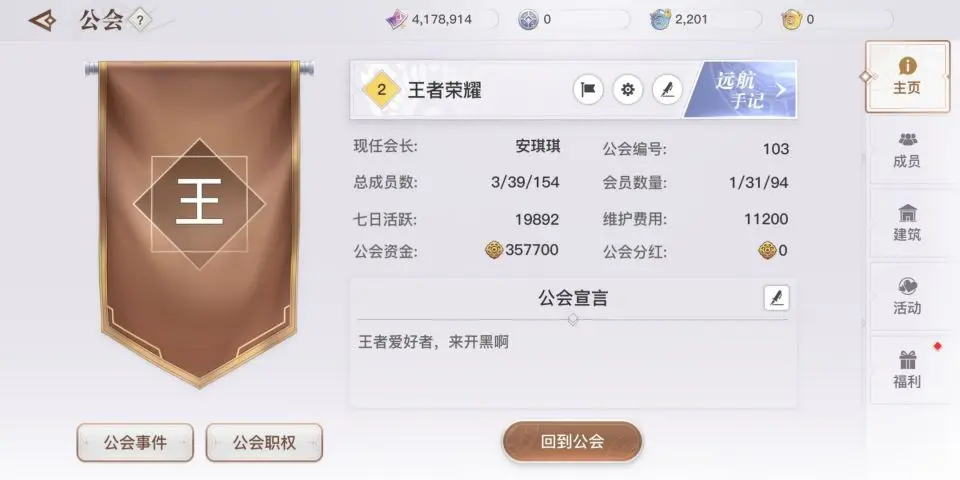 公会 ?
4,178,914 0 2,201 0
王
2 王者荣耀
远航
手记
现任会长: 安琪琪 公会编号: 103
总成员数: 3/39/154 会员数量: 1/31/94
七日活跃: 19892 维护费用: 11200
公会资金: 357700 公会分红: 0
公会宣言
王者爱好者，来开黑啊
公会事件
公会职权
回到公会
主页
成员
建筑
活动
福利